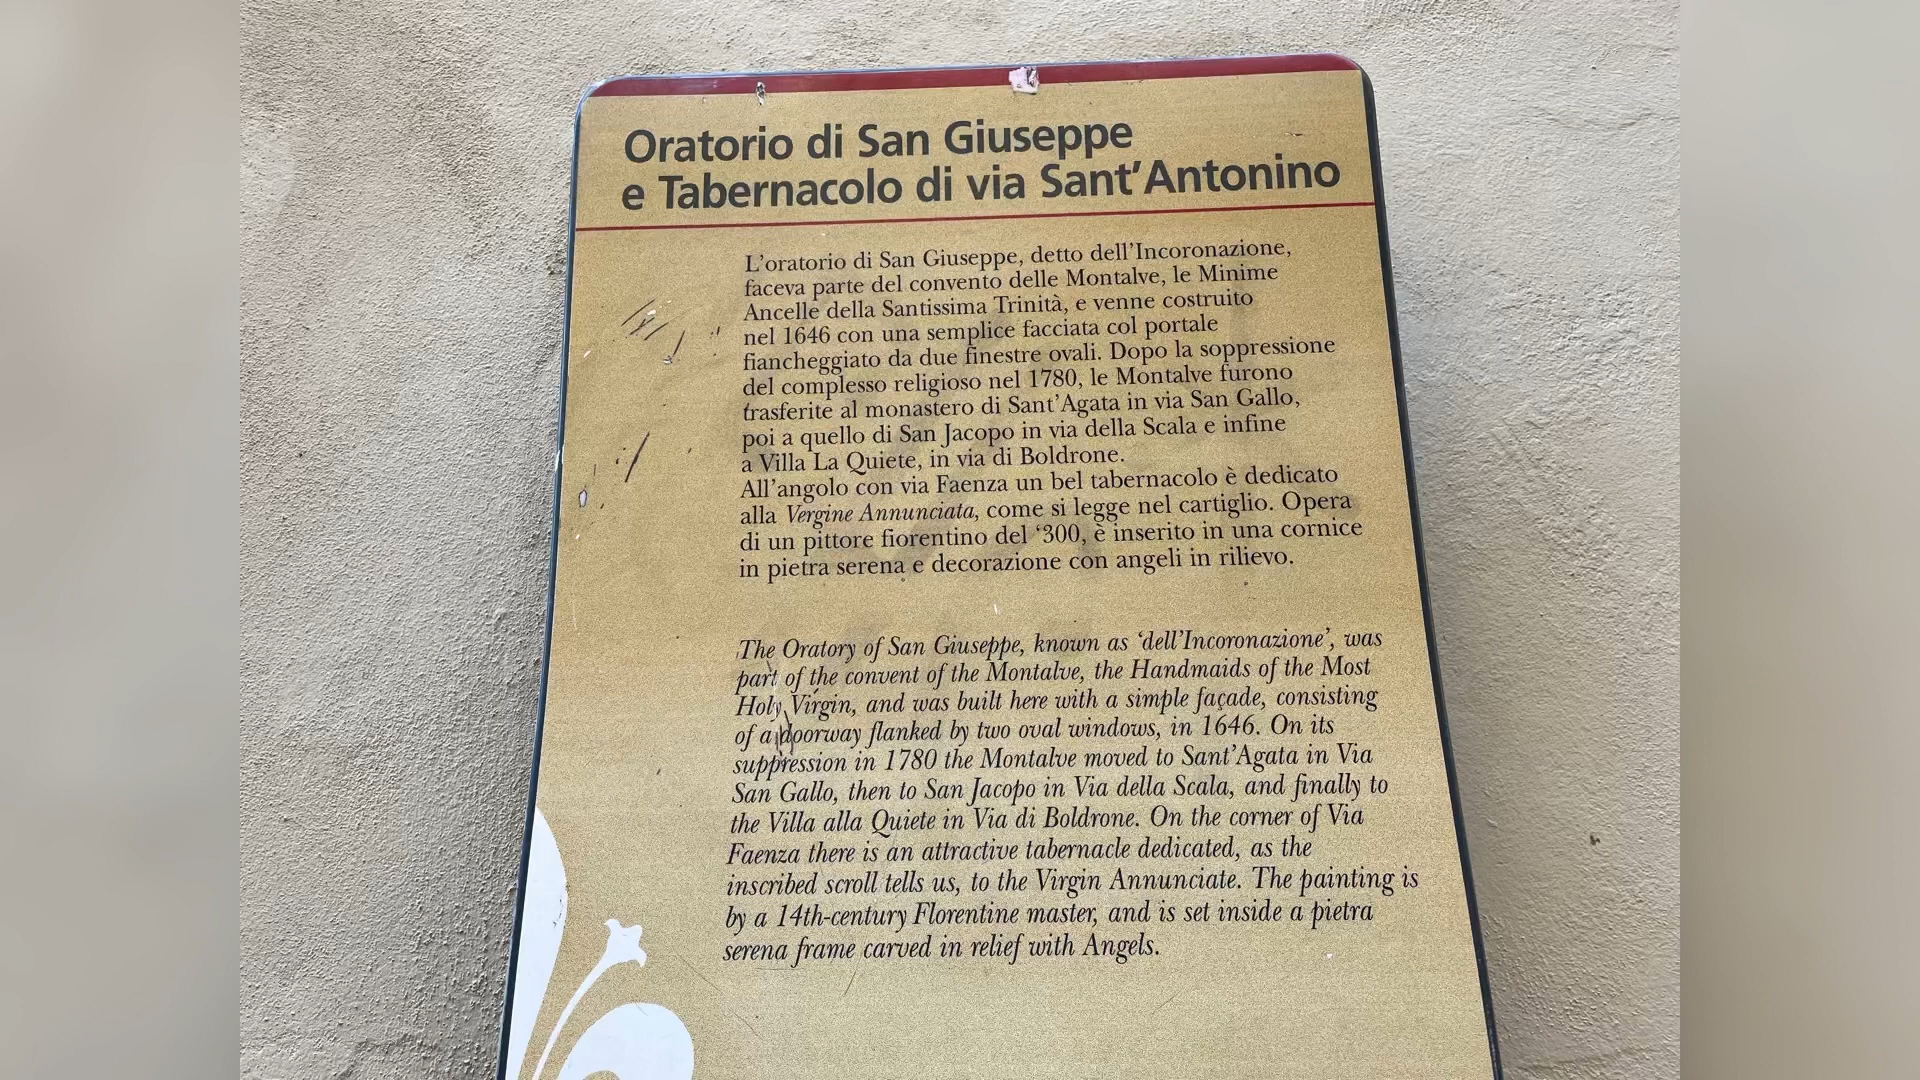 Oratorio di San Giuseppe
e Tabernacolo di via Sant'Antonino
L'oratorio di San Giuseppe, detto dell'Incoronazione,
faceva parte del convento delle Montalve, le Minime
Ancelle della Santissima Trinità, e venne costruito
nel 1646 con una semplice facciata col portale
fiancheggiato da due finestre ovali. Dopo la soppressione
del complesso religioso nel 1780, le Montalve furono
trasferite al monastero di Sant'Agata in via San Gallo,
poi a quello di San Jacopo in via della Scala e infine
a Villa La Quiete, in via di Boldrone.
All'angolo con via Faenza un bel tabernacolo è dedicato
alla Vergine Annunciata, come si legge nel cartiglio. Opera
di un pittore fiorentino del '300, è inserito in una cornice
in pietra serena e decorazione con angeli in rilievo.
The Oratory of San Giuseppe, known as 'dell'Incoronazione', was
part of the convent of the Montalve, the Handmaids of the Most
Holy Virgin, and was built here with a simple façade, consisting
of a doorway flanked by two oval windows, in 1646. On its
suppression in 1780 the Montalve moved to Sant'Agata in Via
San Gallo, then to San Jacopo in Via della Scala, and finally to
the Villa alla Quiete in Via di Boldrone. On the corner of Via
Faenza there is an attractive tabernacle dedicated, as the
inscribed scroll tells us, to the Virgin Annunciate. The painting is
by a 14th-century Florentine master, and is set inside a pietra
serena frame carved in relief with Angels.